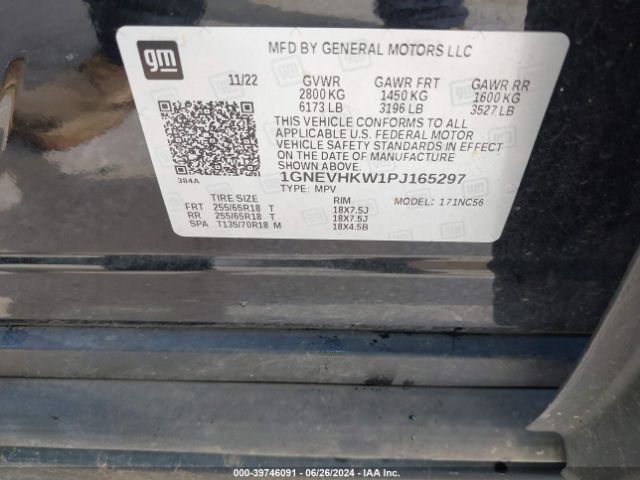 gm
MFD BY GENERAL MOTORS LLC
11/22 GVWR GAWR FRT GAWR RR
2800 KG 1450 KG 1600 KG
6173 LB 3196 LB 3527 LB
THIS VEHICLE CONFORMS TO ALL
APPLICABLE U.S. FEDERAL MOTOR
VEHICLE SAFETY STANDARDS IN EFFECT
ON THE DATE OF MANUFACTURE
SHOWN ABOVE.
384A 1GNEVHKW1PJ165297
TYPE: MPV MODEL: 171NC56
TIRE SIZE RIM
FRT 255/65R18 T 18X7.5J
RR 255/65R18 T 18X7.5J
SPA T135/70R18 M 18X4.5B
© COPART - 39746091 - 06/26/2024 - IAA Inc.